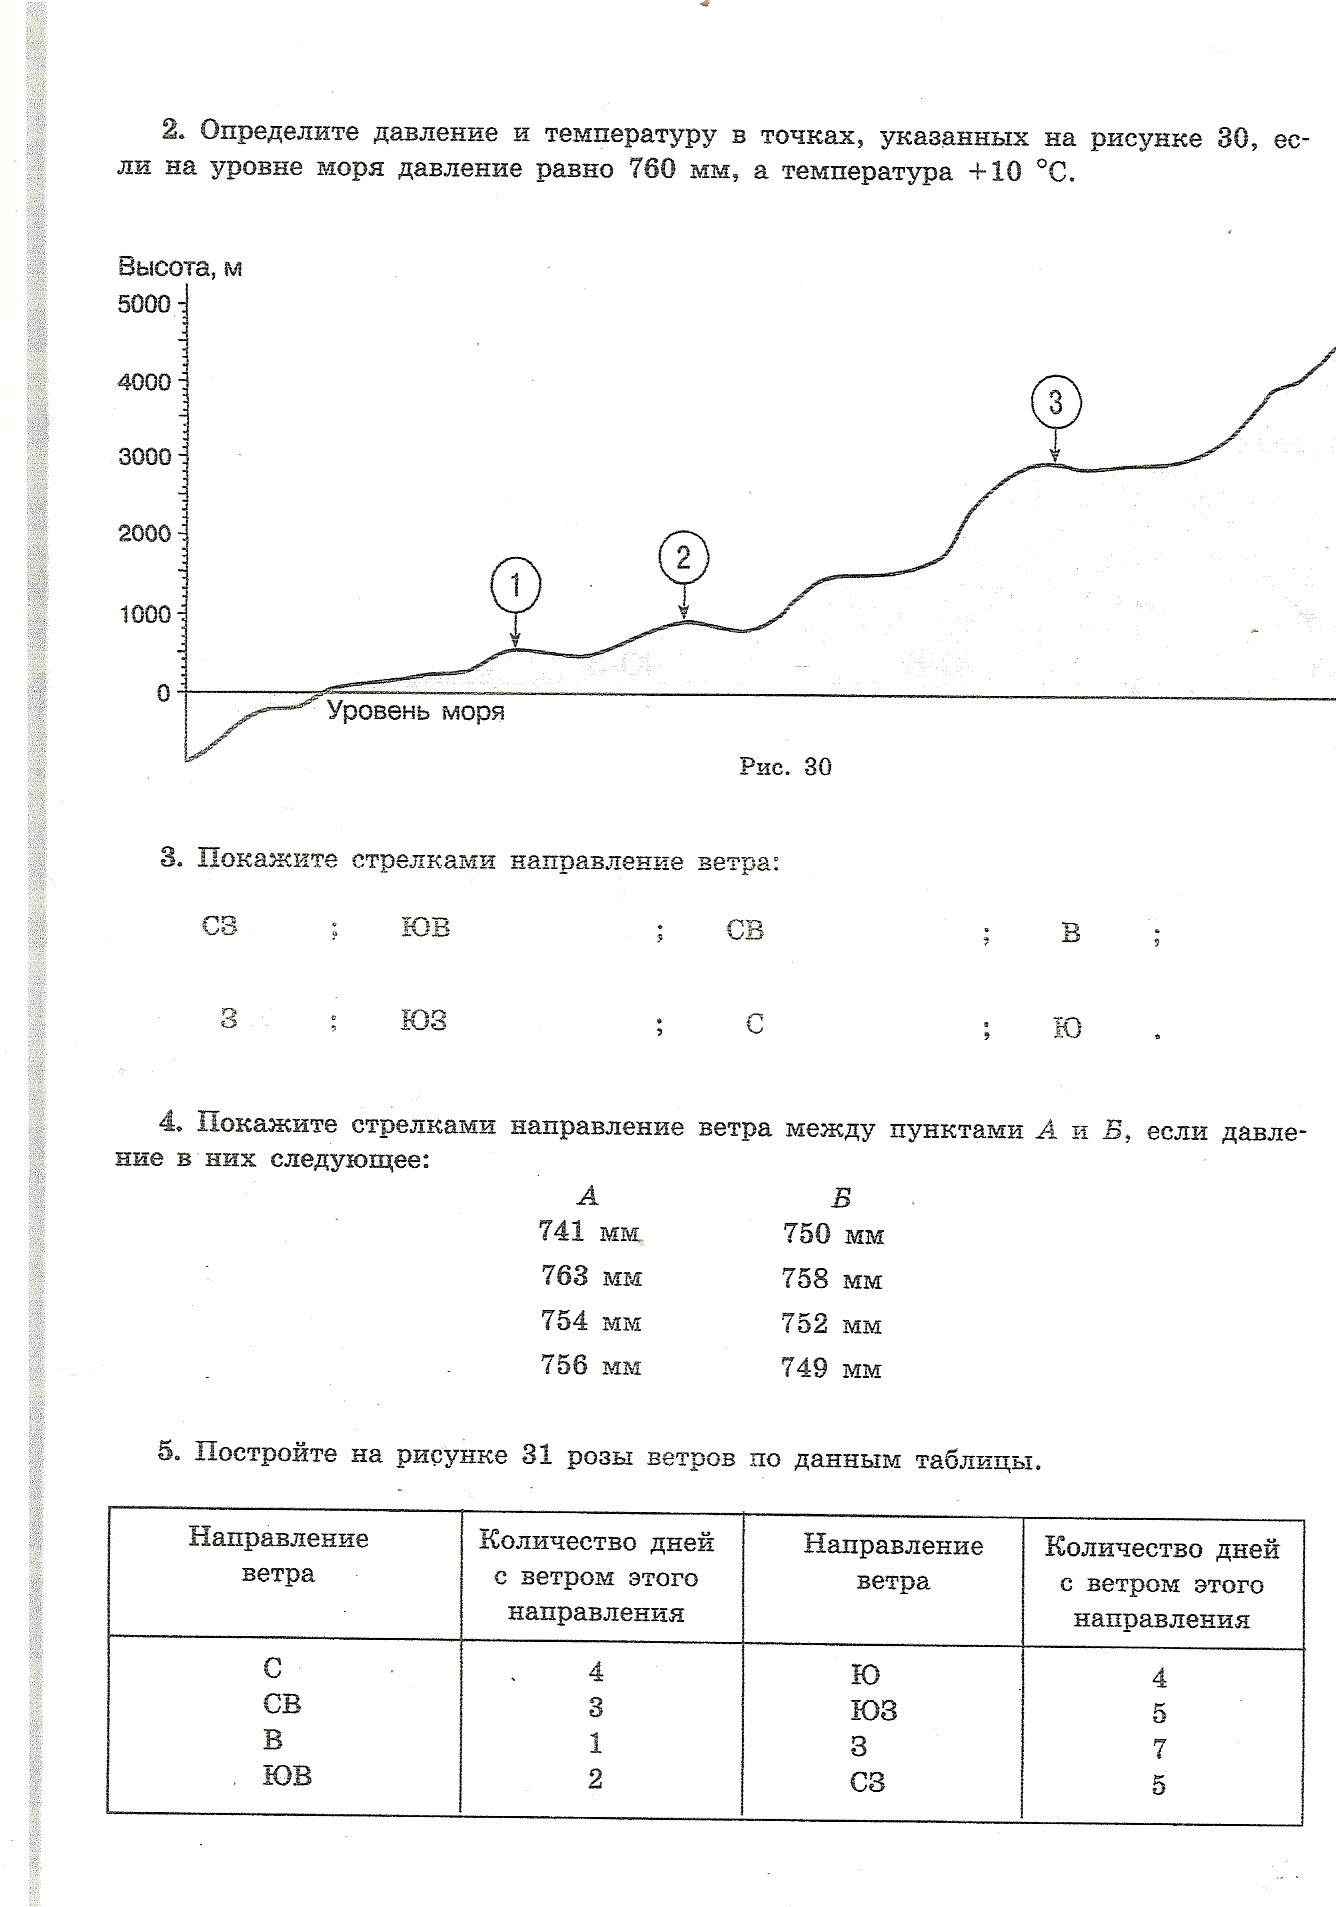 2. Определите давление и температуру в точках, указанных на рисунке 30, ес-
ли на уровне моря давление равно 760 мм, а температура +10 °С.
Высота, м
5000
4000
3
3000
2
2000
1
1000
0
Уровень моря
Рис. 30
3. Покажите стрелками направление ветра:
СЗ ; ЮВ ; СВ ; В ;
З ; ЮЗ ; С ; Ю .
4. Покажите стрелками направление ветра между пунктами А и Б, если давле-
ние в них следующее:
А Б
741 мм 750 мм
763 мм 758 мм
754 мм 752 мм
756 мм 749 мм
5. Постройте на рисунке 31 розы ветров по данным таблицы.
Направление Количество дней Направление Количество дней
ветра с ветром этого ветра с ветром этого
направления направления
С 4 Ю 4
СВ 3 ЮЗ 5
В 1 З 7
ЮВ 2 СЗ 5